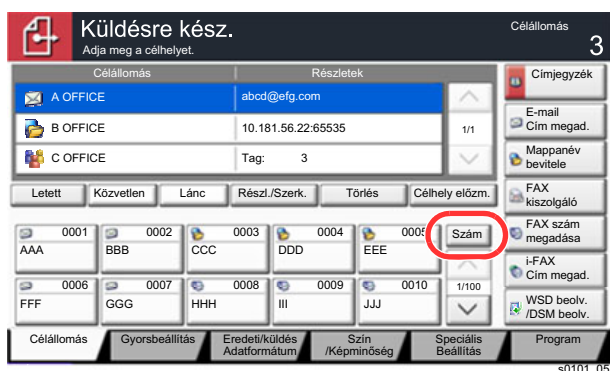 Küldésre kész.
Adja meg a célhelyet.
Célállomás
3
Célállomás Részletek
A OFFICE abcd@efg.com
B OFFICE 10.181.56.22:65535
C OFFICE Tag: 3
1/1
Letett Közvetlen Lánc Részl./Szerk. Törlés Célhely előzm.
0001 0002 0003 0004 0005
AAA BBB CCC DDD EEE
Szám
0006 0007 0008 0009 0010
FFF GGG HHH III JJJ
1/100
Címjegyzék
E-mail
Cím megad.
Mappanév
bevitele
FAX
kiszolgáló
FAX szám
megadása
i-FAX
Cím megad.
WSD beolv.
/DSM beolv.
Célállomás Gyorsbeállítás Eredeti/küldés
Adatformátum Szín
/Képminőség Speciális
Beállítás Program
s0101_05